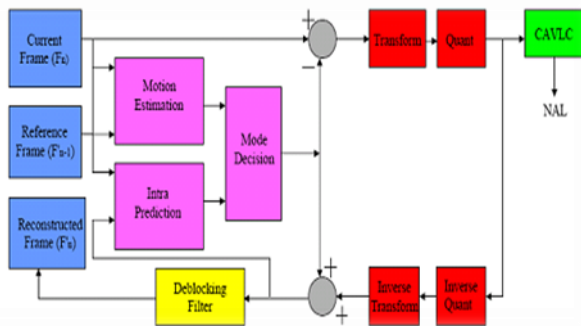 Current
Frame (Fn)
Reference
Frame (F'n-1)
Reconstructed
Frame (F'n)
Motion
Estimation
Intra
Prediction
Mode
Decision
Deblocking
Filter
+
−
Transform
Quant
CAVLC
NAL
+
+
Inverse
Transform
Inverse
Quant